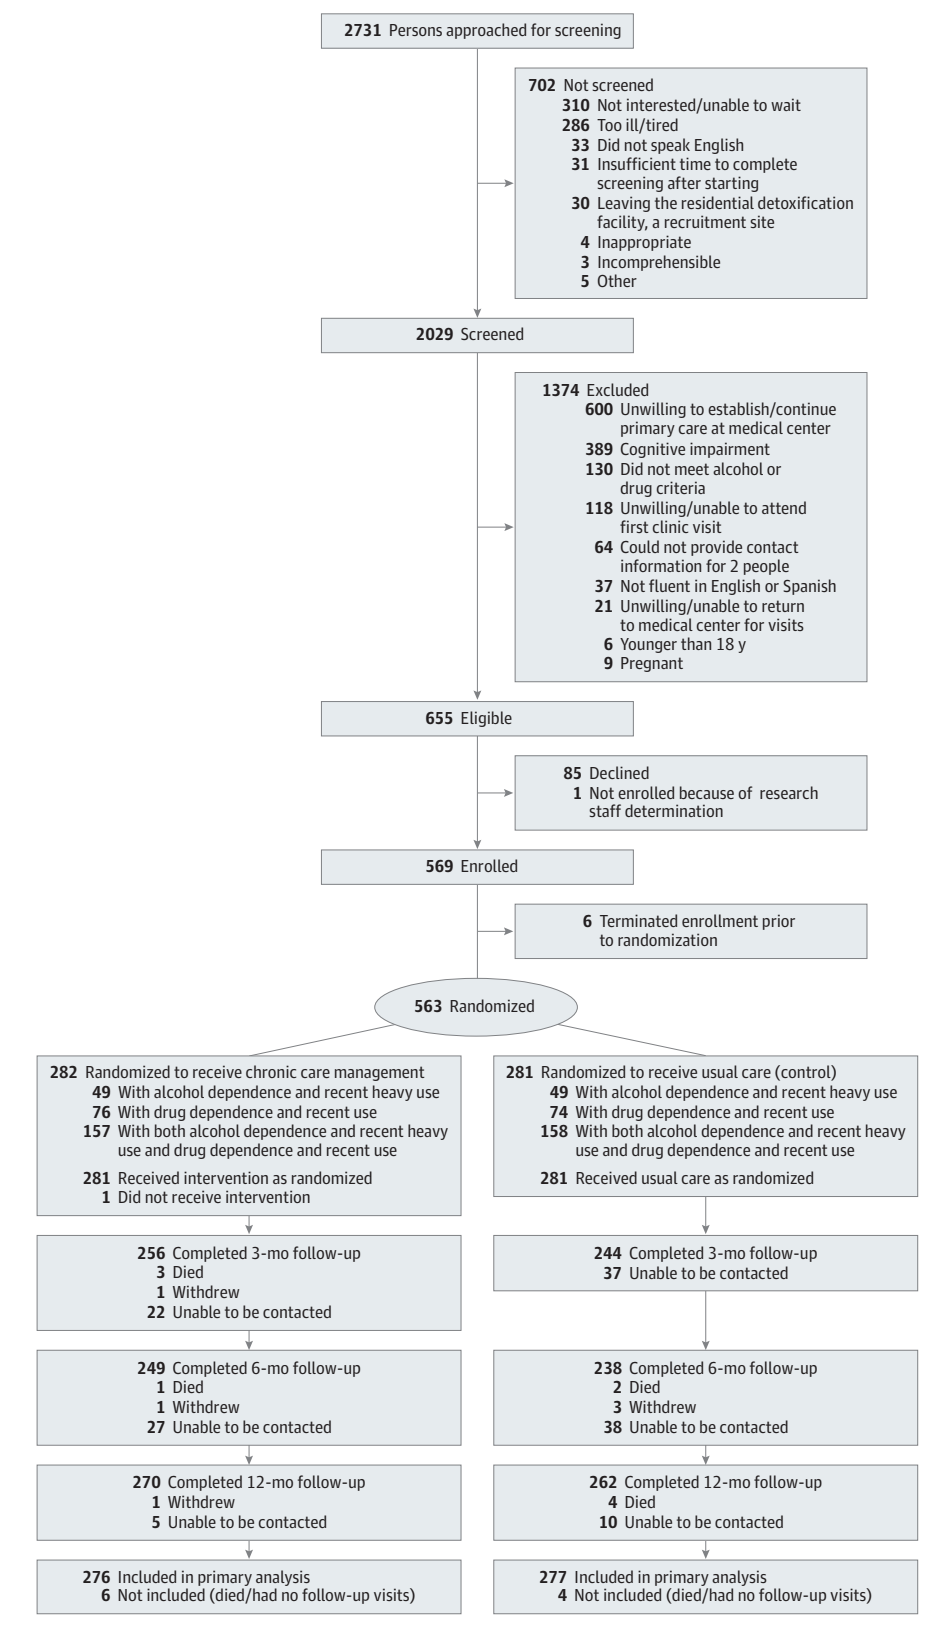 2731 Persons approached for screening
702 Not screened
310 Not interested/unable to wait
286 Too ill/tired
33 Did not speak English
31 Insufficient time to complete
screening after starting
30 Leaving the residential detoxification
facility, a recruitment site
4 Inappropriate
3 Incomprehensible
5 Other
2029 Screened
1374 Excluded
600 Unwilling to establish/continue
primary care at medical center
389 Cognitive impairment
130 Did not meet alcohol or
drug criteria
118 Unwilling/unable to attend
first clinic visit
64 Could not provide contact
information for 2 people
37 Not fluent in English or Spanish
21 Unwilling/unable to return
to medical center for visits
6 Younger than 18 y
9 Pregnant
655 Eligible
85 Declined
1 Not enrolled because of research
staff determination
569 Enrolled
6 Terminated enrollment prior
to randomization
563 Randomized
282 Randomized to receive chronic care management
49 With alcohol dependence and recent heavy use
76 With drug dependence and recent use
157 With both alcohol dependence and recent heavy
use and drug dependence and recent use
281 Received intervention as randomized
1 Did not receive intervention
281 Randomized to receive usual care (control)
49 With alcohol dependence and recent heavy use
74 With drug dependence and recent use
158 With both alcohol dependence and recent heavy
use and drug dependence and recent use
281 Received usual care as randomized
256 Completed 3-mo follow-up
3 Died
1 Withdrew
22 Unable to be contacted
244 Completed 3-mo follow-up
37 Unable to be contacted
249 Completed 6-mo follow-up
1 Died
1 Withdrew
27 Unable to be contacted
238 Completed 6-mo follow-up
2 Died
3 Withdrew
38 Unable to be contacted
270 Completed 12-mo follow-up
1 Withdrew
5 Unable to be contacted
262 Completed 12-mo follow-up
4 Died
10 Unable to be contacted
276 Included in primary analysis
6 Not included (died/had no follow-up visits)
277 Included in primary analysis
4 Not included (died/had no follow-up visits)